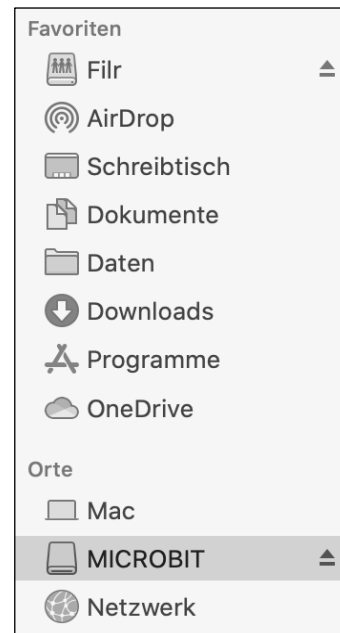 Favoriten
Filr
AirDrop
Schreibtisch
Dokumente
Daten
Downloads
Programme
OneDrive
Orte
Mac
MICROBIT
Netzwerk